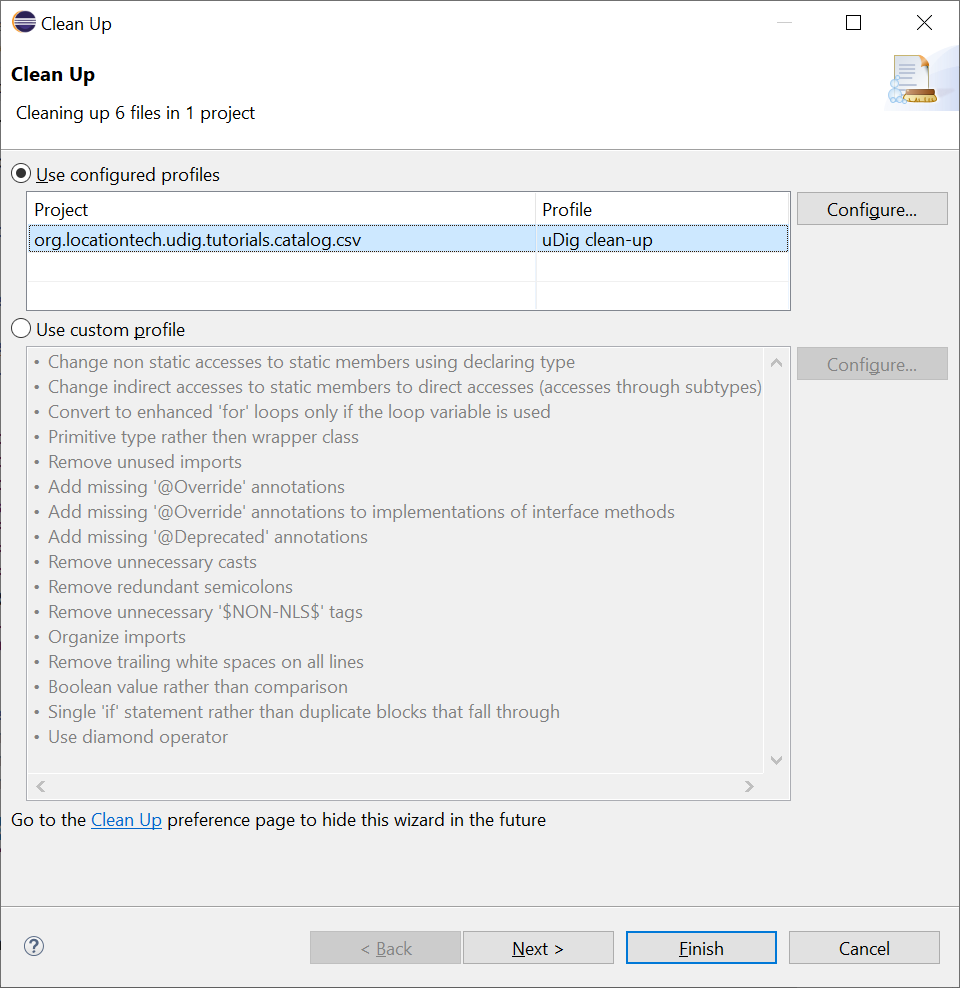 Clean Up
Clean Up
Cleaning up 6 files in 1 project
Use configured profiles
Project Profile Configure...
org.locationtech.udig.tutorials.catalog.csv uDig clean-up
Use custom profile
• Change non static accesses to static members using declaring type Configure...
• Change indirect accesses to static members to direct accesses (accesses through subtypes)
• Convert to enhanced 'for' loops only if the loop variable is used
• Primitive type rather then wrapper class
• Remove unused imports
• Add missing '@Override' annotations
• Add missing '@Override' annotations to implementations of interface methods
• Add missing '@Deprecated' annotations
• Remove unnecessary casts
• Remove redundant semicolons
• Remove unnecessary '$NON-NLS$' tags
• Organize imports
• Remove trailing white spaces on all lines
• Boolean value rather than comparison
• Single 'if' statement rather than duplicate blocks that fall through
• Use diamond operator
Go to the Clean Up preference page to hide this wizard in the future
? < Back Next > Finish Cancel